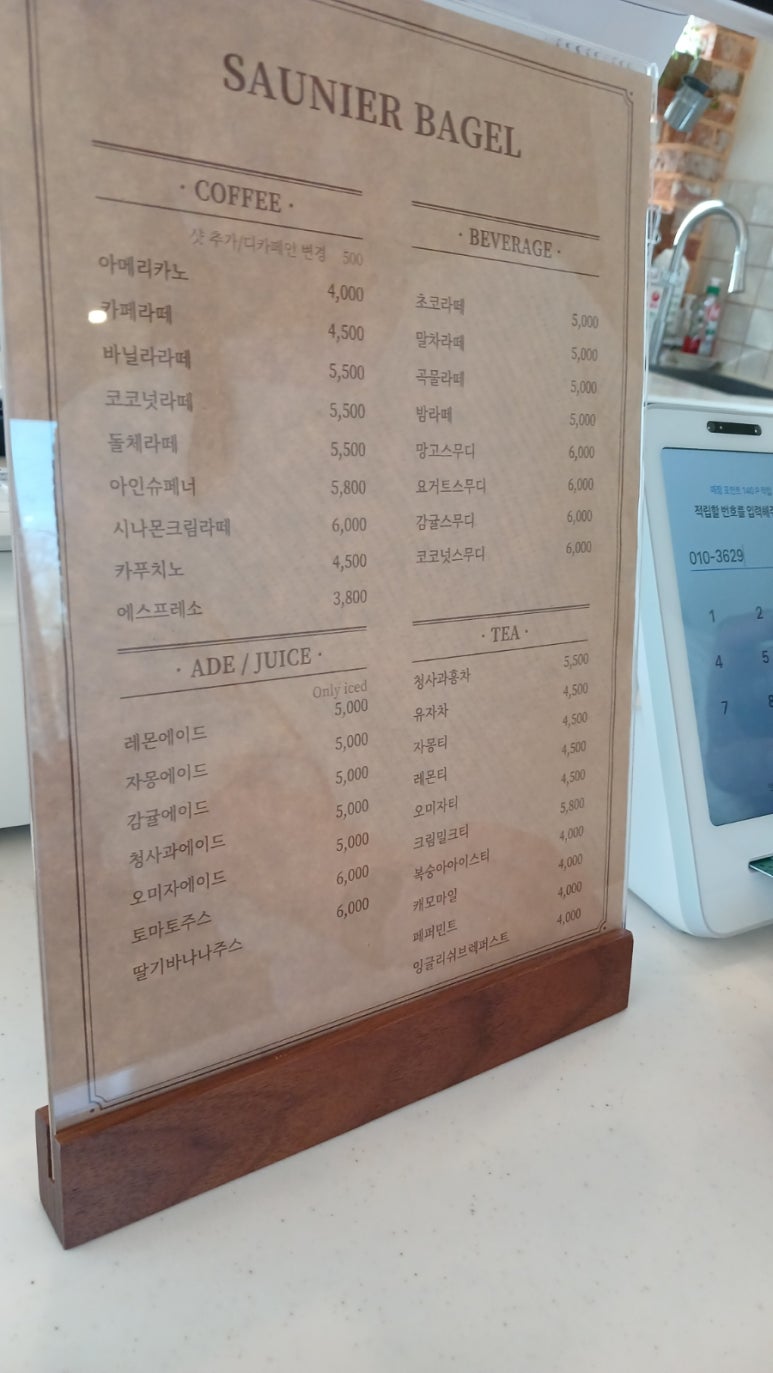 SAUNIER BAGEL
· COFFEE ·
샷 추가/디카페인 변경 500
아메리카노 4,000
카페라떼 4,500
바닐라라떼 5,500
코코넛라떼 5,500
돌체라떼 5,500
아인슈페너 5,800
시나몬크림라떼 6,000
카푸치노 4,500
에스프레소 3,800
· ADE / JUICE ·
Only iced
레몬에이드 5,000
자몽에이드 5,000
감귤에이드 5,000
청사과에이드 5,000
오미자에이드 5,000
토마토주스 6,000
딸기바나나주스 6,000
· BEVERAGE ·
초코라떼 5,000
말차라떼 5,000
곡물라떼 5,000
밤라떼 5,000
망고스무디 6,000
요거트스무디 6,000
감귤스무디 6,000
코코넛스무디 6,000
· TEA ·
청사과홍차 5,500
유자차 4,500
자몽티 4,500
레몬티 4,500
오미자티 4,500
크림밀크티 5,800
복숭아아이스티 4,000
캐모마일 4,000
페퍼민트 4,000
잉글리쉬브렉퍼스트 4,000
매장 포인트 140 P 적립
적립할 번호를 입력해주
010-3629
1 2
4 5
7